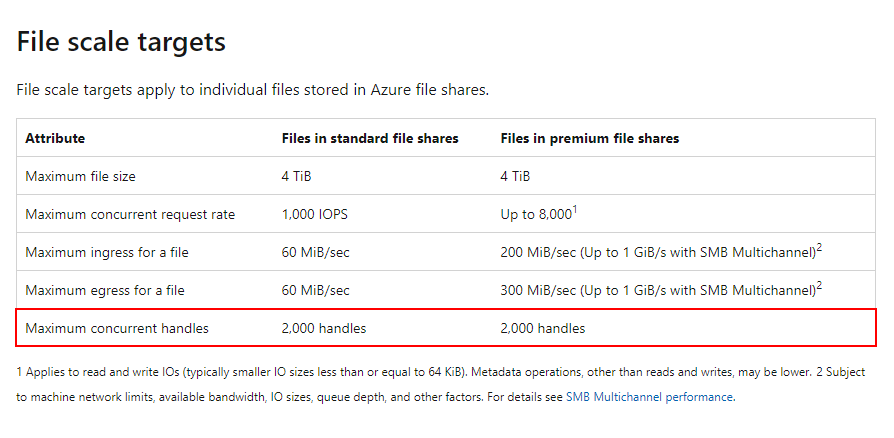 File scale targets
File scale targets apply to individual files stored in Azure file shares.
Attribute Files in standard file shares Files in premium file shares
Maximum file size 4 TiB 4 TiB
Maximum concurrent request rate 1,000 IOPS Up to 8,000¹
Maximum ingress for a file 60 MiB/sec 200 MiB/sec (Up to 1 GiB/s with SMB Multichannel)²
Maximum egress for a file 60 MiB/sec 300 MiB/sec (Up to 1 GiB/s with SMB Multichannel)²
Maximum concurrent handles 2,000 handles 2,000 handles
1 Applies to read and write IOs (typically smaller IO sizes less than or equal to 64 KiB). Metadata operations, other than reads and writes, may be lower. 2 Subject
to machine network limits, available bandwidth, IO sizes, queue depth, and other factors. For details see SMB Multichannel performance.